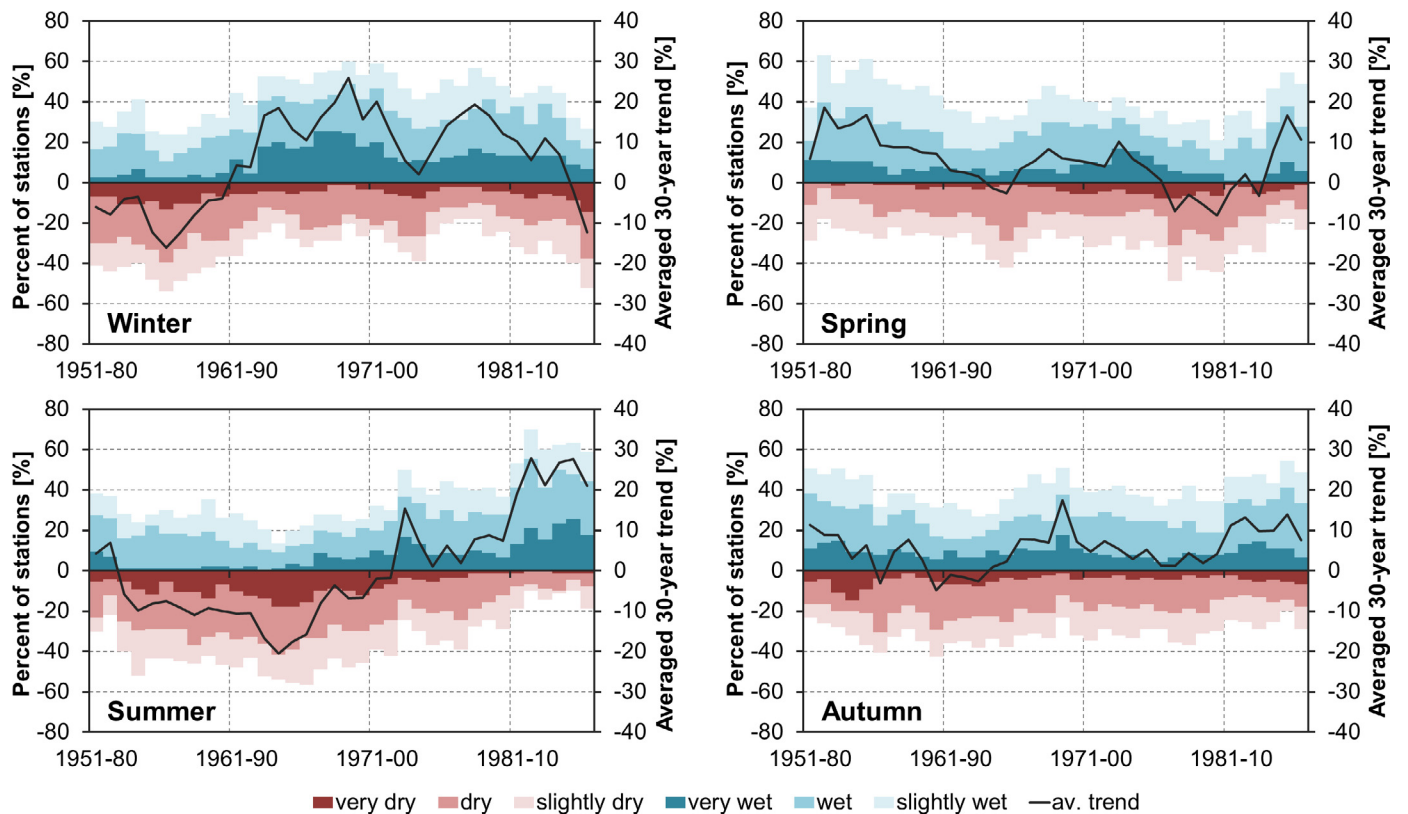 80 40 80 40
60 30 60 30
40 20 40 20
20 10 20 10
0 0 0 0
-20 -10 -20 -10
-40 -20 -40 -20
-60 -30 -60 -30
-80 -40 -80 -40
Percent of stations [%]
Averaged 30-year trend [%]
Percent of stations [%]
Averaged 30-year trend [%]
Winter Spring
1951-80 1961-90 1971-00 1981-10 1951-80 1961-90 1971-00 1981-10
80 40 80 40
60 30 60 30
40 20 40 20
20 10 20 10
0 0 0 0
-20 -10 -20 -10
-40 -20 -40 -20
-60 -30 -60 -30
-80 -40 -80 -40
Percent of stations [%]
Averaged 30-year trend [%]
Percent of stations [%]
Averaged 30-year trend [%]
Summer Autumn
1951-80 1961-90 1971-00 1981-10 1951-80 1961-90 1971-00 1981-10
very dry dry slightly dry very wet wet slightly wet av. trend